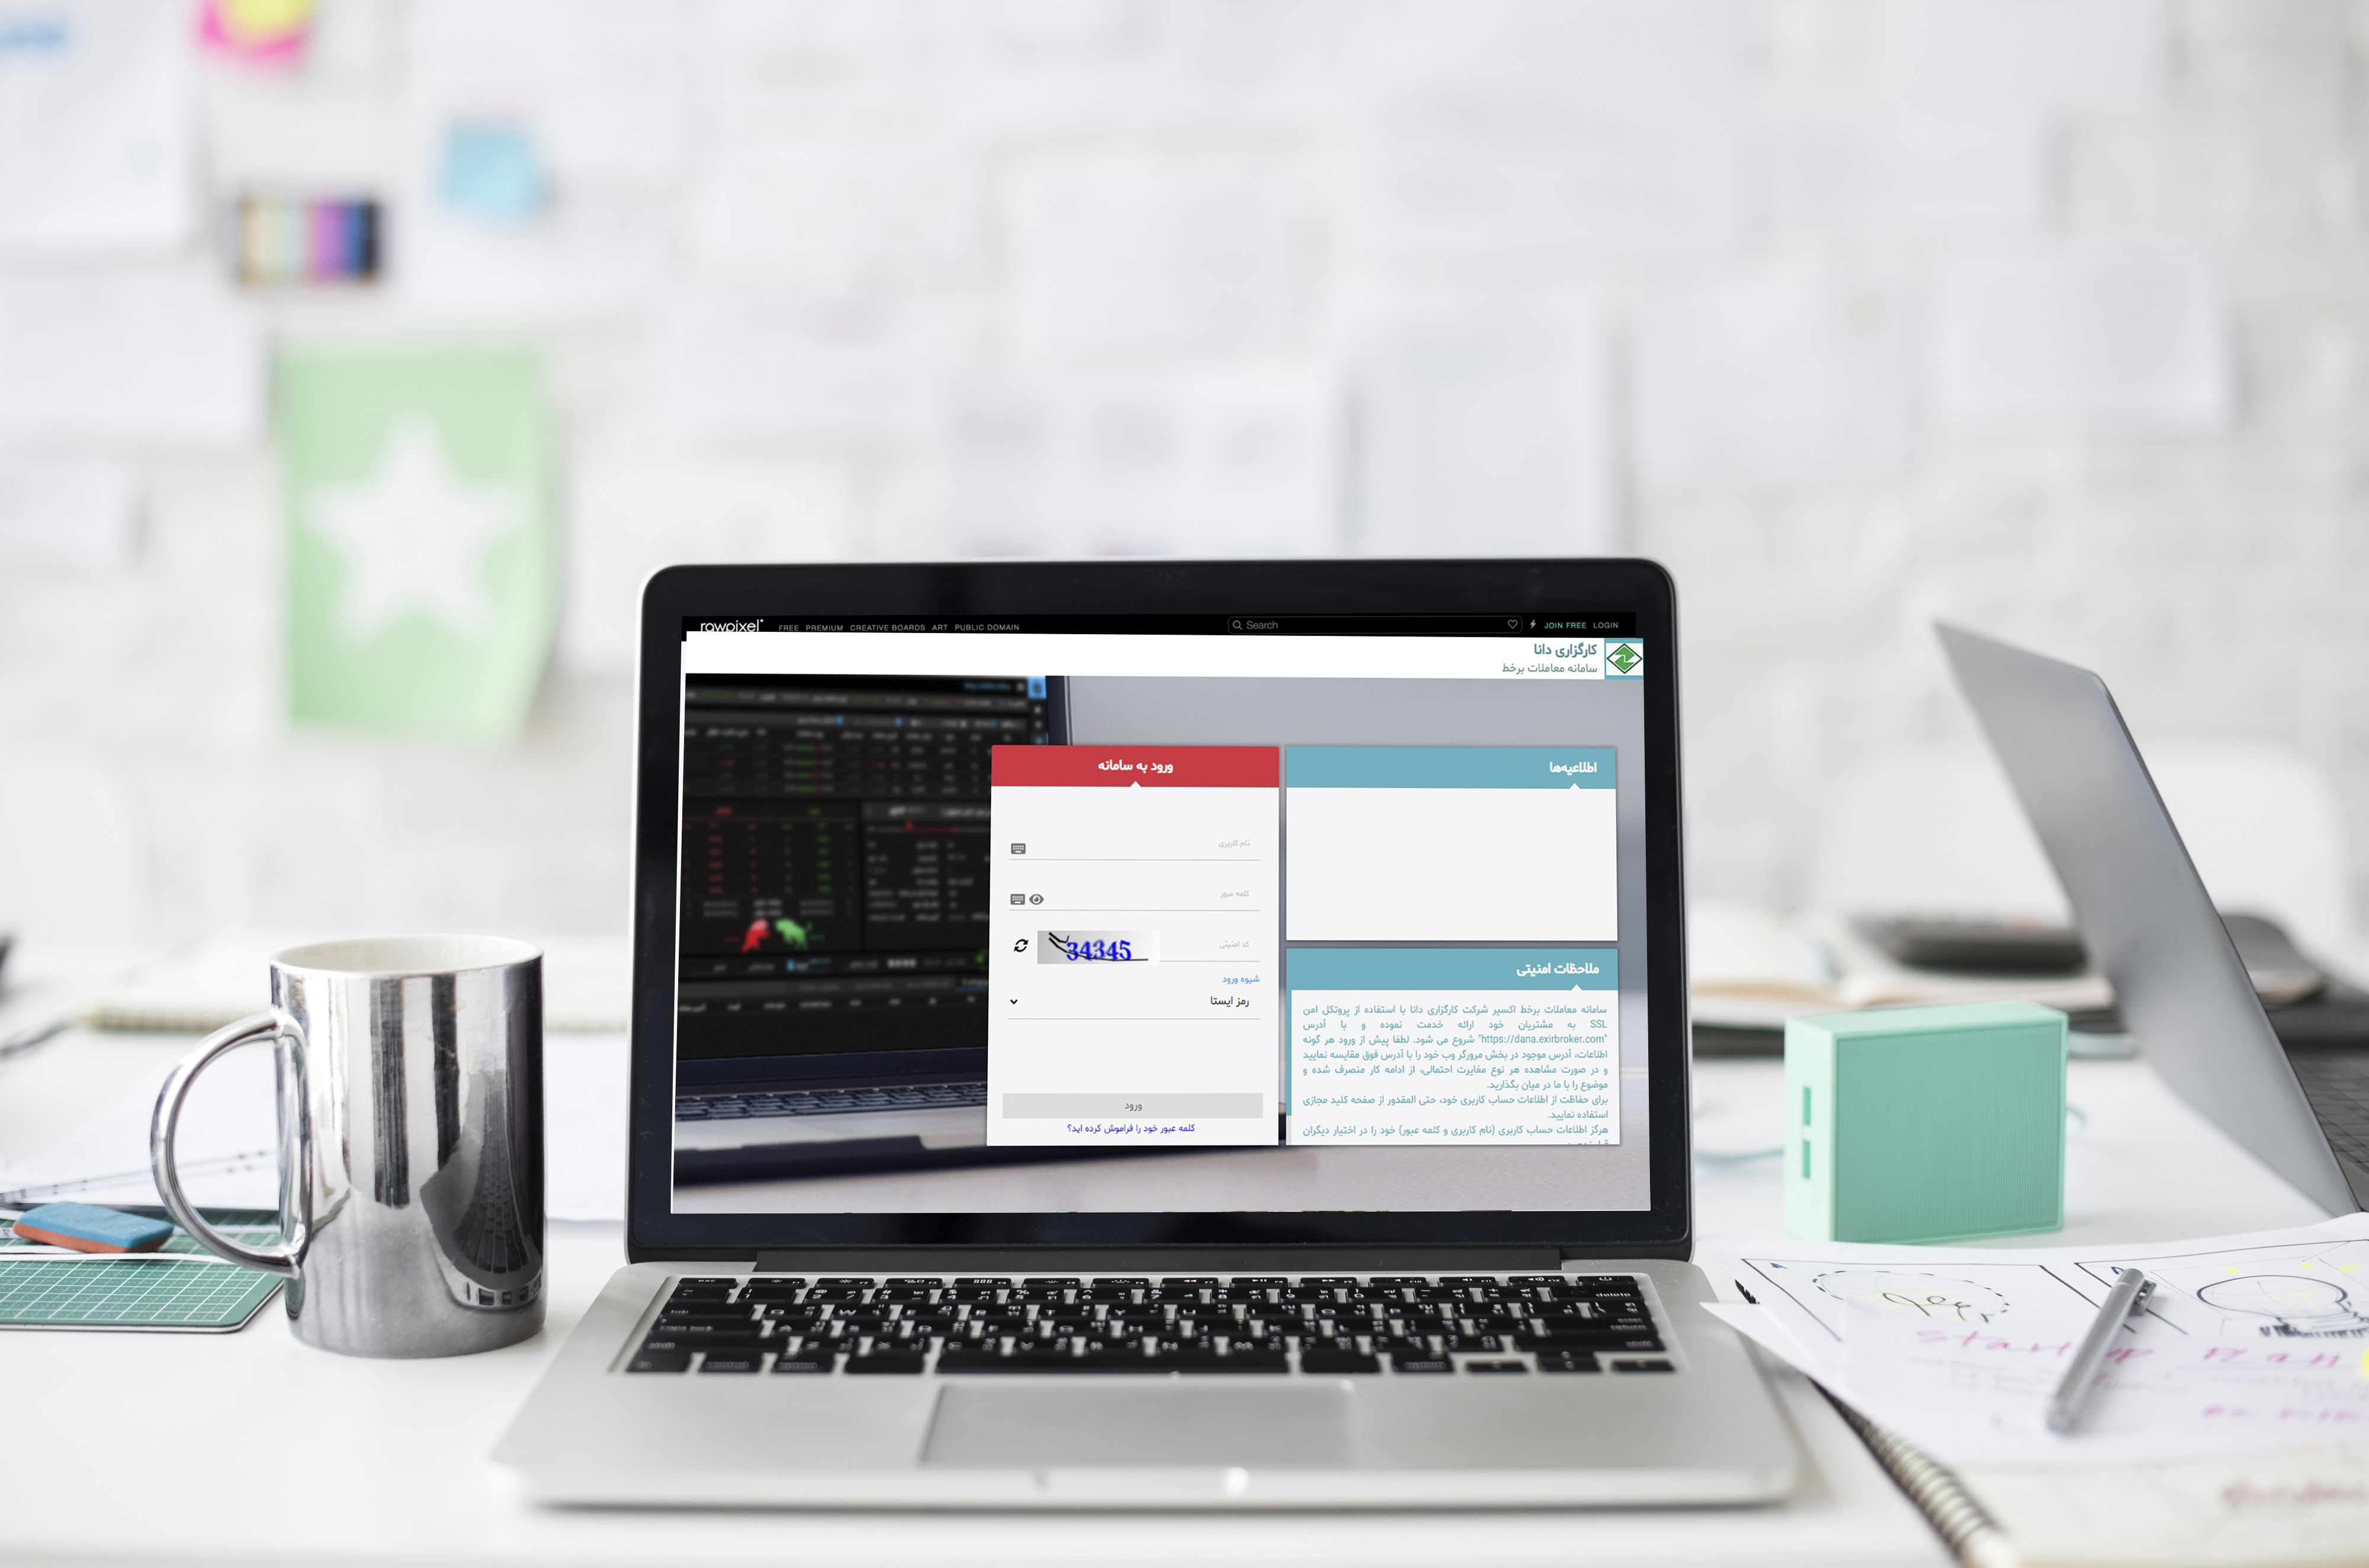 rawpixel
FREE PREMIUM CREATIVE BOARDS ART PUBLIC DOMAIN
Search
JOIN FREE LOGIN
کارگزاری دانا
سامانه معاملات برخط
ورود به سامانه
نام کاربری
کلمه عبور
کد امنیتی
34345
شیوه ورود
رمز ایستا
ورود
کلمه عبور خود را فراموش کرده اید؟
اطلاعیه‌ها
ملاحظات امنیتی
سامانه معاملات برخط اکسیر شرکت کارگزاری دانا با استفاده از پروتکل امن
SSL به مشتریان خود ارائه خدمت نموده و با آدرس
"https://dana.exirbroker.com" شروع می شود. لطفا پیش از ورود هر گونه
اطلاعات، آدرس موجود در بخش مرورگر وب خود را با آدرس فوق مقایسه نمایید
و در صورت مشاهده هر نوع مغایرت احتمالی، از ادامه کار منصرف شده و
موضوع را با ما در میان بگذارید.
برای حفاظت از اطلاعات حساب کاربری خود، حتی المقدور از صفحه کلید مجازی
استفاده نمایید.
هرگز اطلاعات حساب کاربری (نام کاربری و کلمه عبور) خود را در اختیار دیگران
startup